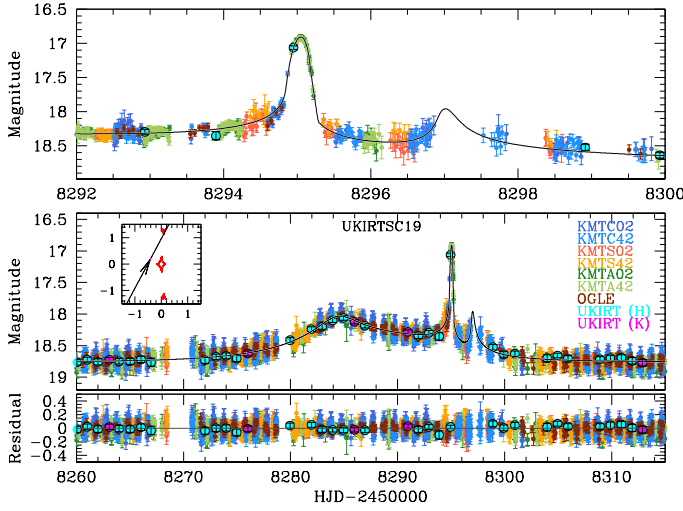 16.5
17
17.5
18
18.5
Magnitude
8292 8294 8296 8298 8300
UKIRTSC19
16.5
17
17.5
18
18.5
19
Magnitude
1
0
−1
−1 0 1
KMTC02
KMTC42
KMTS02
KMTS42
KMTA02
KMTA42
OGLE
UKIRT (H)
UKIRT (K)
0.4
0.2
0
−0.2
−0.4
Residual
8260 8270 8280 8290 8300 8310
HJD−2450000